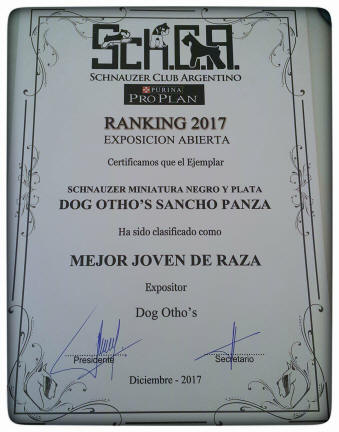 Sch.C.A.
SCHNAUZER CLUB ARGENTINO
PURINA
PRO PLAN
RANKING 2017
EXPOSICION ABIERTA
Certificamos que el Ejemplar
SCHNAUZER MINIATURA NEGRO Y PLATA
DOG OTHO'S SANCHO PANZA
Ha sido clasificado como
MEJOR JOVEN DE RAZA
Expositor
Dog Otho's
Presidente Secretario
Diciembre - 2017